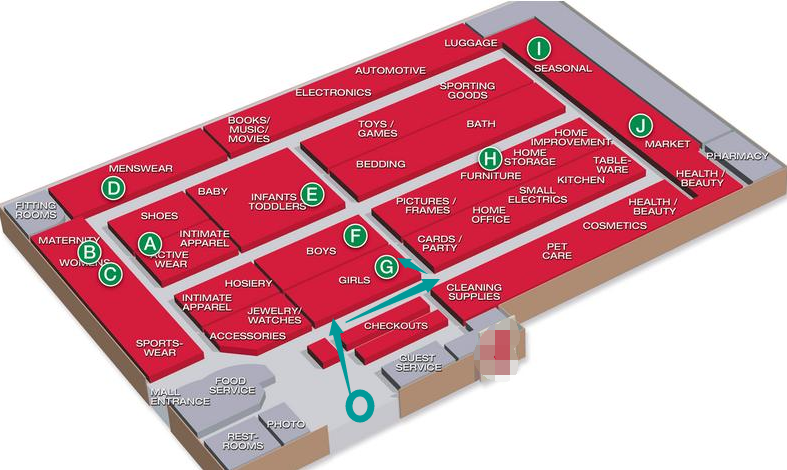 LUGGAGE
I
SEASONAL
AUTOMOTIVE
ELECTRONICS
SPORTING
GOODS
BOOKS/
MUSIC/
MOVIES
TOYS /
GAMES
BATH
J
MARKET
HOME
IMPROVEMENT
PHARMACY
MENSWEAR
D
BEDDING
H
HOME
STORAGE
FURNITURE
TABLE-
WARE
KITCHEN
HEALTH /
BEAUTY
BABY
INFANTS
TODDLERS
E
SMALL
ELECTRICS
FITTING
ROOMS
SHOES
PICTURES /
FRAMES
HOME
OFFICE
HEALTH /
BEAUTY
COSMETICS
MATERNITY
B
WOMENS
C
A
ACTIVE
WEAR
INTIMATE
APPAREL
F
BOYS
CARDS /
PARTY
PET
CARE
G
GIRLS
HOSIERY
INTIMATE
APPAREL
CLEANING
SUPPLIES
JEWELRY/
WATCHES
ACCESSORIES
CHECKOUTS
SPORTS-
WEAR
GUEST
SERVICE
FOOD
SERVICE
MALL
ENTRANCE
PHOTO
REST-
ROOMS